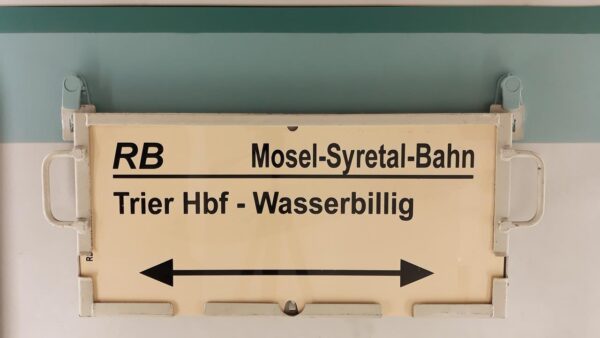 RB Mosel-Syretal-Bahn
Trier Hbf - Wasserbillig